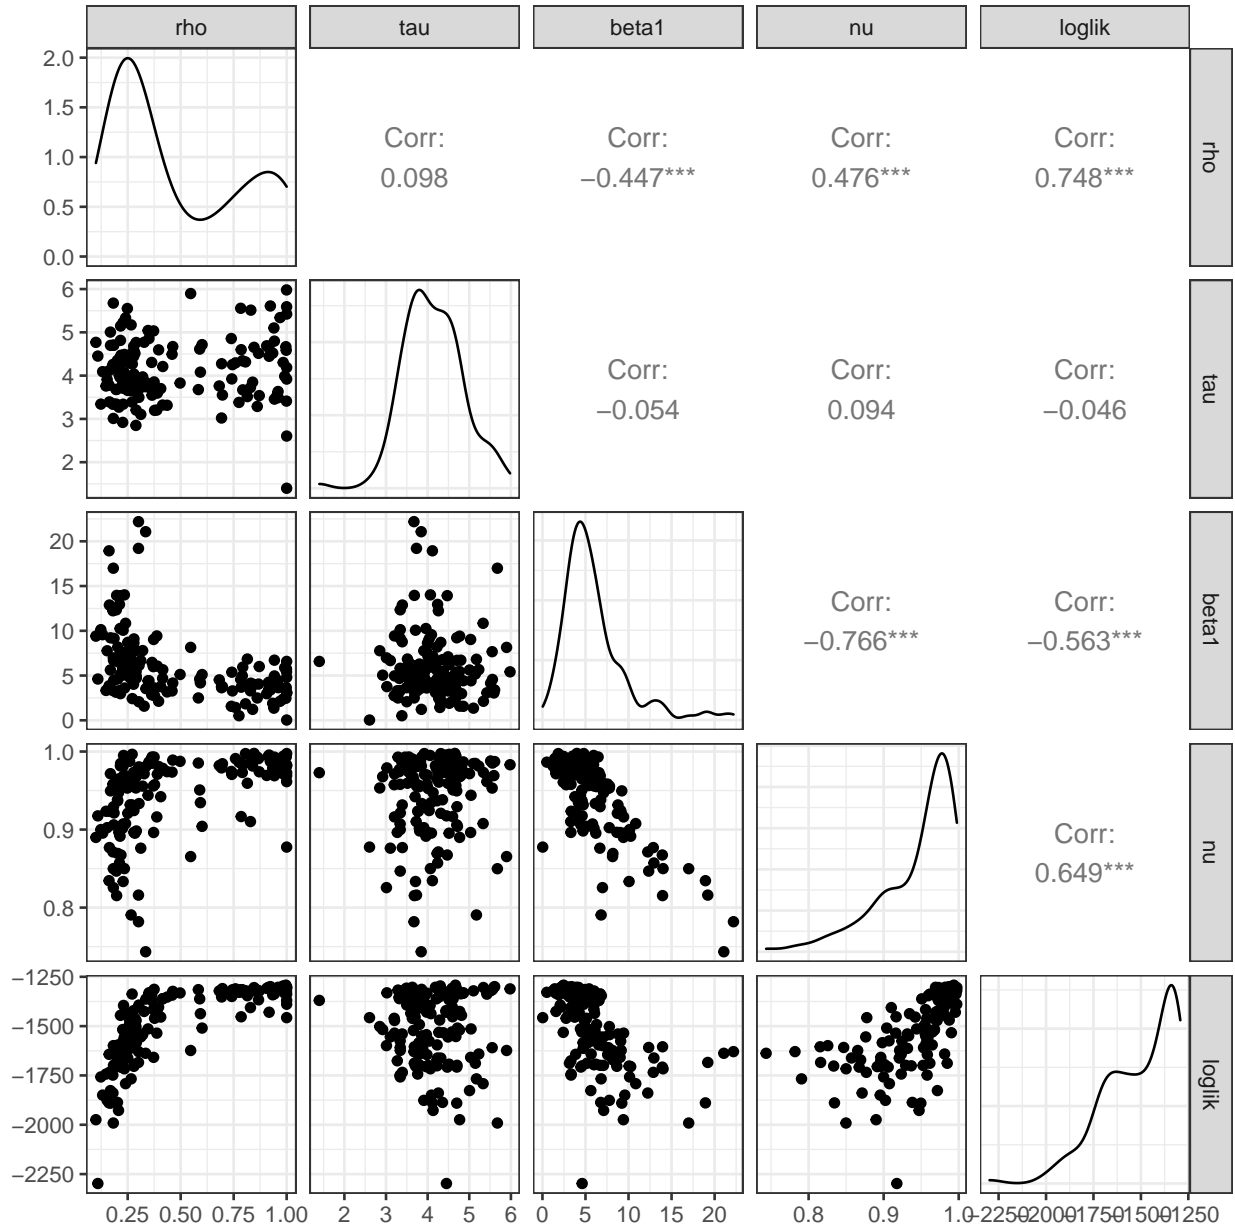 rho tau beta1 nu loglik
2.0
1.5
1.0
0.5
0.0
Corr:
0.098
Corr:
−0.447***
Corr:
0.476***
Corr:
0.748***
rho
6
5
4
3
2
Corr:
−0.054
Corr:
0.094
Corr:
−0.046
tau
20
15
10
5
0
Corr:
−0.766***
Corr:
−0.563***
beta1
1.0
0.9
0.8
Corr:
0.649***
nu
−1250
−1500
−1750
−2000
−2250
loglik
0.25 0.50 0.75 1.00 2 3 4 5 6 0 5 10 15 20 0.8 0.9 1.0 −2250 −2000 −1750 −1500 −1250